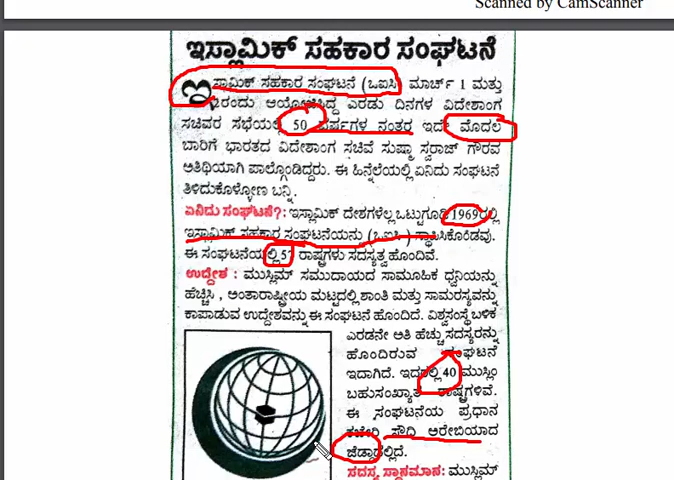 Scanned by CamScanner
ಇಸ್ಲಾಮಿಕ್ ಸಹಕಾರ ಸಂಘಟನೆ
ಇಸ್ಲಾಮಿಕ್ ಸಹಕಾರ ಸಂಘಟನೆ (ಒಐಸಿ) ಮಾರ್ಚ್ 1 ಮತ್ತು
2ರಂದು ಆಯೋಜಿಸಿದ್ದ ಎರಡು ದಿನಗಳ ವಿದೇಶಾಂಗ
ಸಚಿವರ ಸಭೆಯಲ್ಲಿ 50 ವರ್ಷಗಳ ನಂತರ ಇದೇ ಮೊದಲ
ಬಾರಿಗೆ ಭಾರತದ ವಿದೇಶಾಂಗ ಸಚಿವೆ ಸುಷ್ಮಾ ಸ್ವರಾಜ್ ಗೌರವ
ಅತಿಥಿಯಾಗಿ ಪಾಲ್ಗೊಂಡಿದ್ದರು. ಈ ಹಿನ್ನೆಲೆಯಲ್ಲಿ ಏನಿದು ಸಂಘಟನೆ
ತಿಳಿದುಕೊಳ್ಳೋಣ ಬನ್ನಿ.
ಏನಿದು ಸಂಘಟನೆ?: ಇಸ್ಲಾಮಿಕ್ ದೇಶಗಳೆಲ್ಲ ಒಟ್ಟುಗೂಡಿ 1969ರಲ್ಲಿ
ಇಸ್ಲಾಮಿಕ್ ಸಹಕಾರ ಸಂಘಟನೆಯನ್ನು (ಒಐಸಿ) ಸ್ಥಾಪಿಸಿಕೊಂಡವು.
ಈ ಸಂಘಟನೆಯಲ್ಲಿ 57 ರಾಷ್ಟ್ರಗಳು ಸದಸ್ಯತ್ವ ಹೊಂದಿವೆ.
ಉದ್ದೇಶ : ಮುಸ್ಲಿಮ್ ಸಮುದಾಯದ ಸಾಮೂಹಿಕ ಧ್ವನಿಯನ್ನು
ಹೆಚ್ಚಿಸಿ, ಅಂತಾರಾಷ್ಟ್ರೀಯ ಮಟ್ಟದಲ್ಲಿ ಶಾಂತಿ ಮತ್ತು ಸಾಮರಸ್ಯವನ್ನು
ಕಾಪಾಡುವ ಉದ್ದೇಶವನ್ನು ಈ ಸಂಘಟನೆ ಹೊಂದಿದೆ. ವಿಶ್ವಸಂಸ್ಥೆ ಬಳಿಕ
ಎರಡನೇ ಅತಿ ಹೆಚ್ಚು ಸದಸ್ಯರನ್ನು
ಹೊಂದಿರುವ ಸಂಘಟನೆ
ಇದಾಗಿದೆ. ಇದರಲ್ಲಿ 40 ಮುಸ್ಲಿಂ
ಬಹುಸಂಖ್ಯಾತ ರಾಷ್ಟ್ರಗಳಿವೆ.
ಈ ಸಂಘಟನೆಯ ಪ್ರಧಾನ
ಕಚೇರಿ ಸೌದಿ ಅರೇಬಿಯಾದ
ಜೆಡ್ಡಾದಲ್ಲಿದೆ.
ಸದಸ್ಯ ಸ್ಥಾನಮಾನ: ಮುಸ್ಲಿಮ್